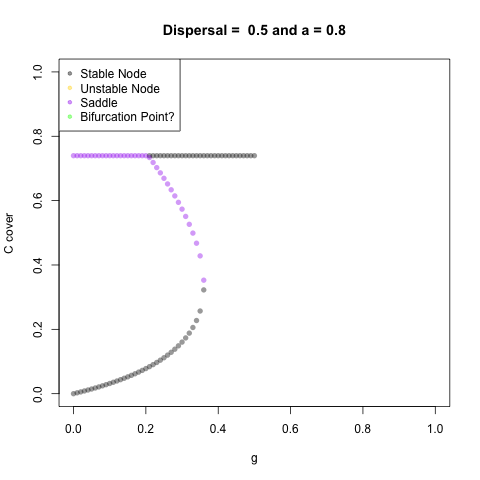 Dispersal =  0.5 and a = 0.8
Stable Node
Unstable Node
Saddle
Bifurcation Point?
C cover
1.0
0.8
0.6
0.4
0.2
0.0
0.0 0.2 0.4 0.6 0.8 1.0
g